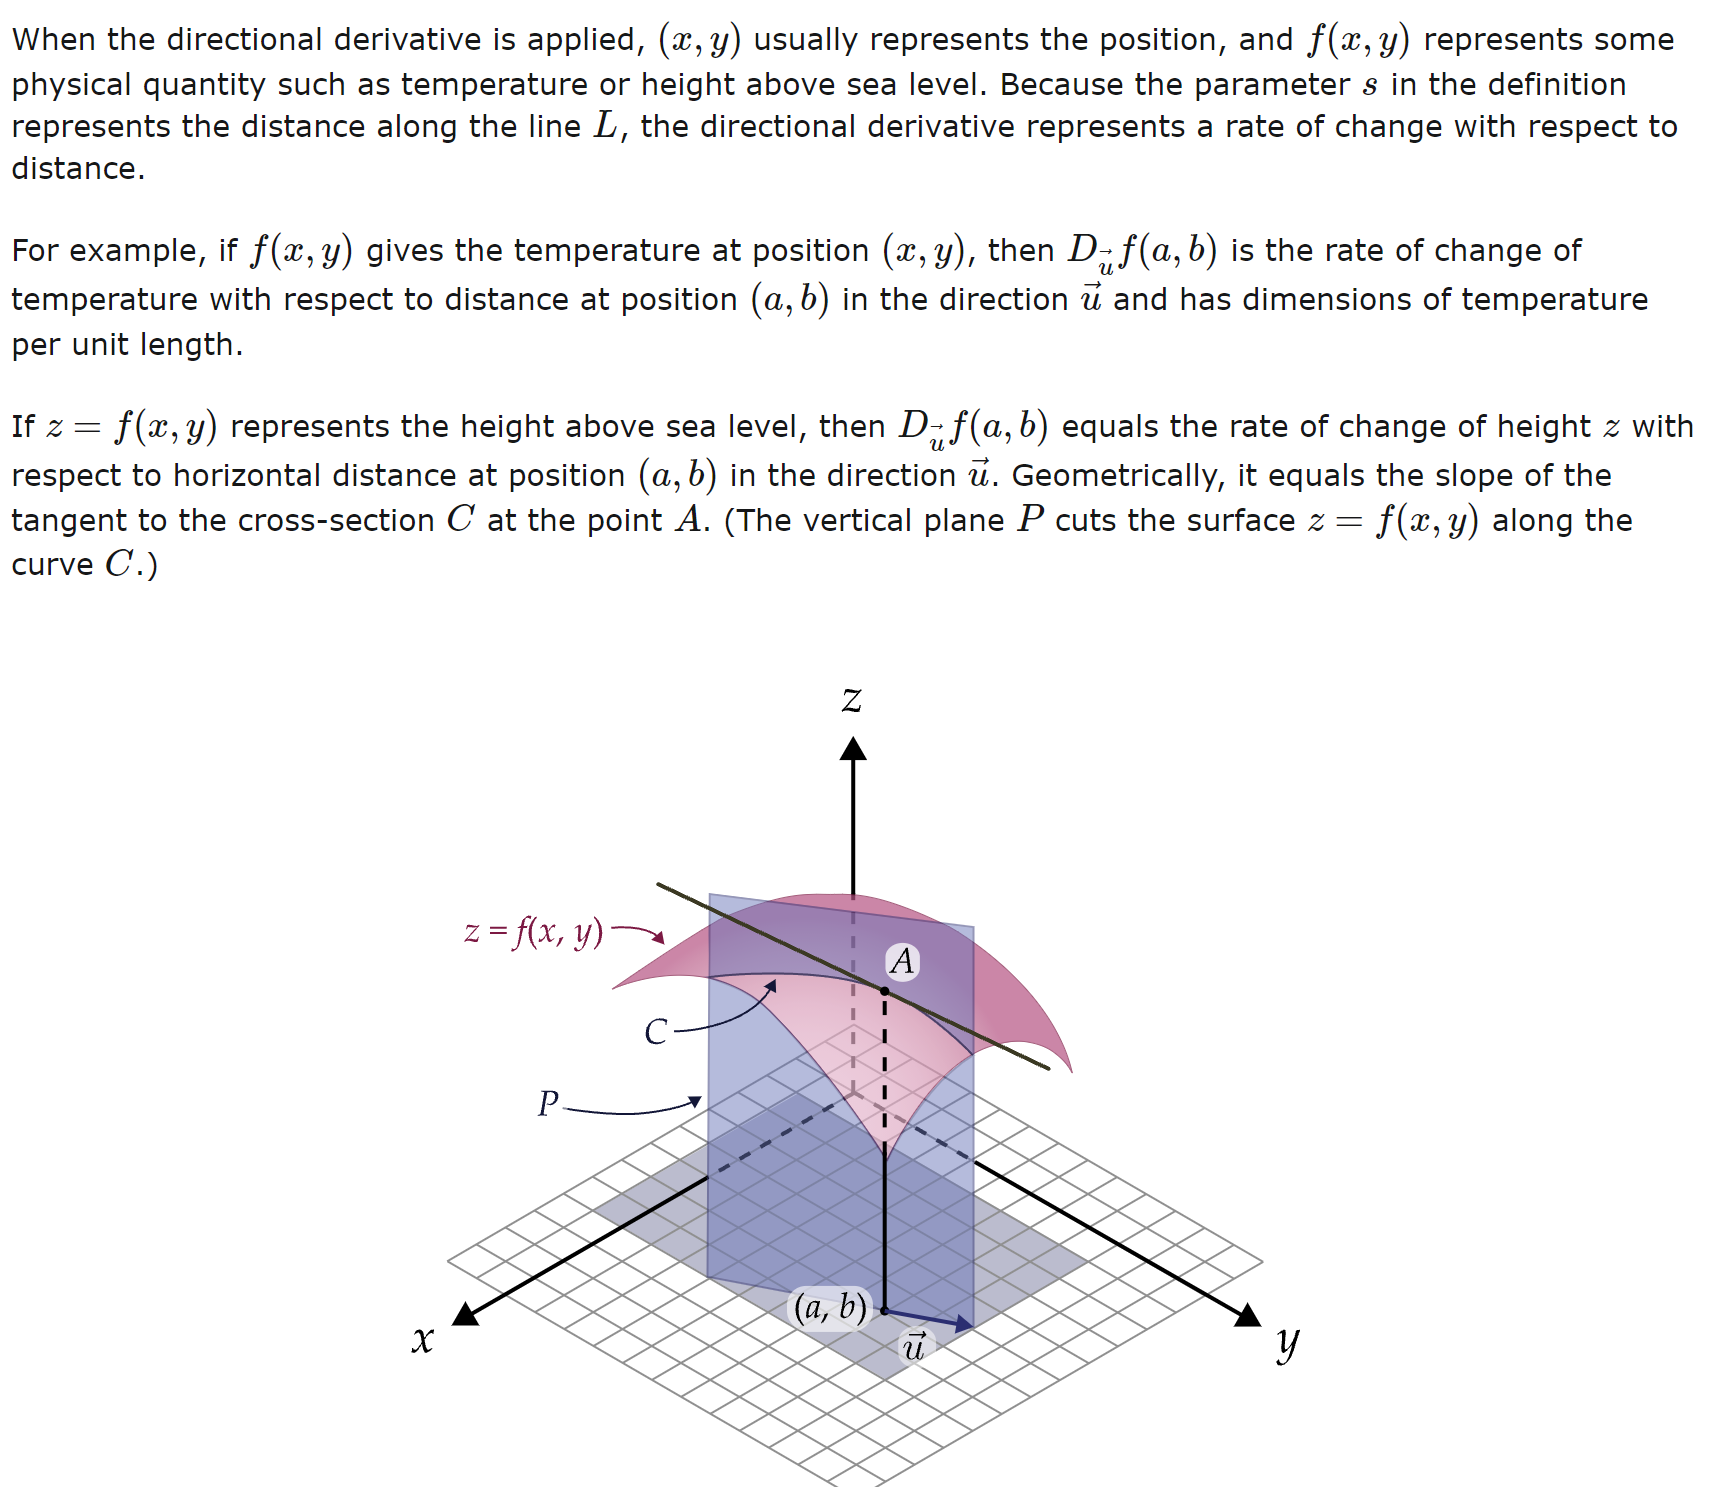 When the directional derivative is applied, (x, y) usually represents the position, and f(x, y) represents some
physical quantity such as temperature or height above sea level. Because the parameter s in the definition
represents the distance along the line L, the directional derivative represents a rate of change with respect to
distance.
For example, if f(x, y) gives the temperature at position (x, y), then D_{\vec{u}} f(a, b) is the rate of change of
temperature with respect to distance at position (a, b) in the direction \vec{u} and has dimensions of temperature
per unit length.
If z = f(x, y) represents the height above sea level, then D_{\vec{u}} f(a, b) equals the rate of change of height z with
respect to horizontal distance at position (a, b) in the direction \vec{u}. Geometrically, it equals the slope of the
tangent to the cross-section C at the point A. (The vertical plane P cuts the surface z = f(x, y) along the
curve C.)
z
z = f(x, y)
A
C
P
(a, b)
\vec{u}
x
y